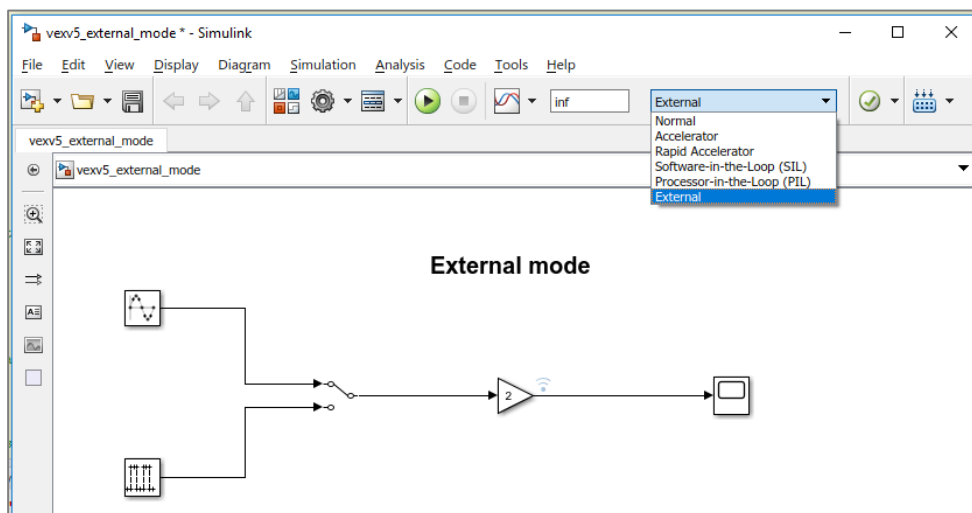 vexv5_external_mode * - Simulink
File Edit View Display Diagram Simulation Analysis Code Tools Help
inf External
Normal
Accelerator
Rapid Accelerator
Software-in-the-Loop (SIL)
Processor-in-the-Loop (PIL)
External
vexv5_external_mode
vexv5_external_mode
A
External mode
2